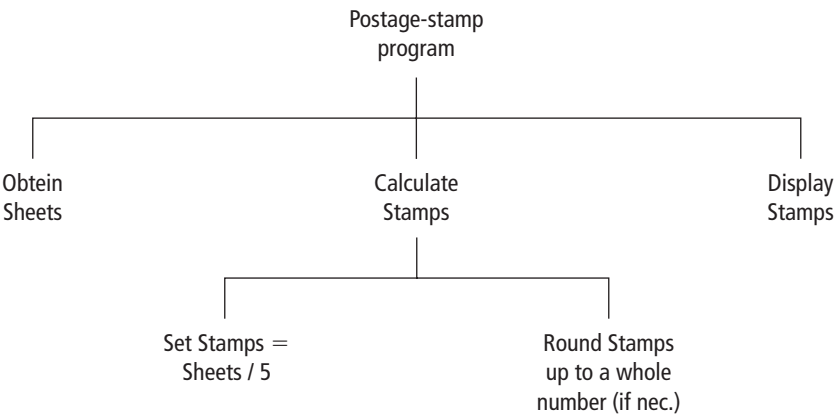 Postage-stamp
program
Obtein
Sheets
Calculate
Stamps
Display
Stamps
Set Stamps =
Sheets / 5
Round Stamps
up to a whole
number (if nec.)